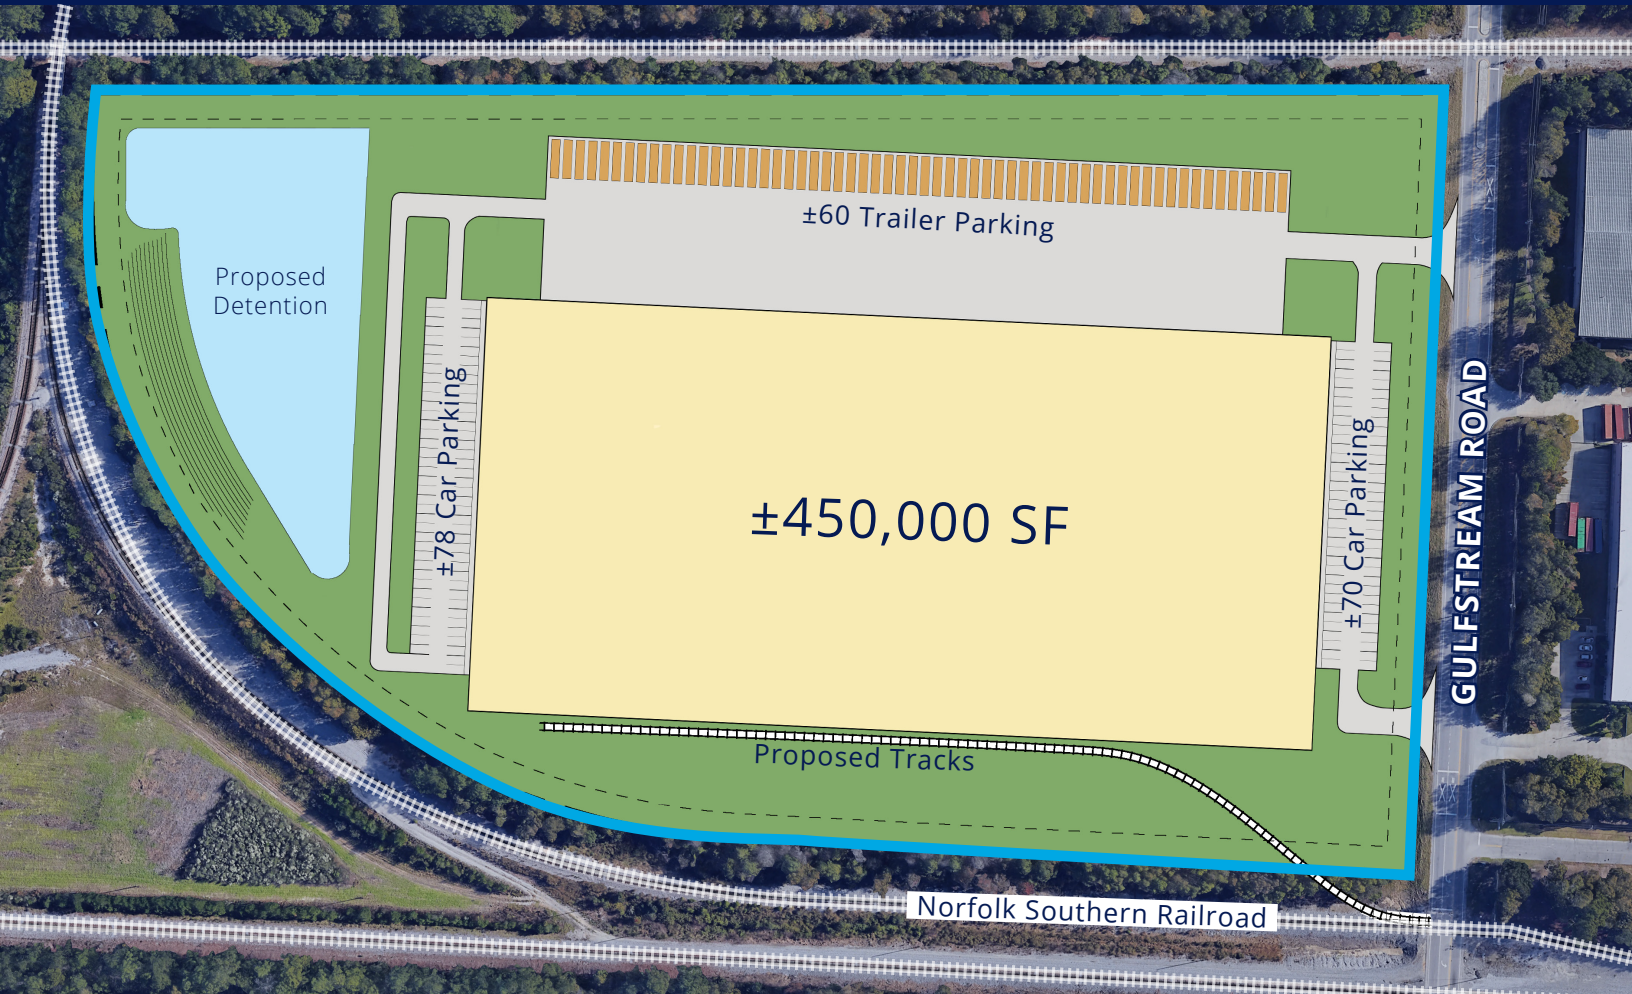 ±60 Trailer Parking
Proposed
Detention
±78 Car Parking
±450,000 SF
±70 Car Parking
GULFSTREAM ROAD
Proposed Tracks
Norfolk Southern Railroad